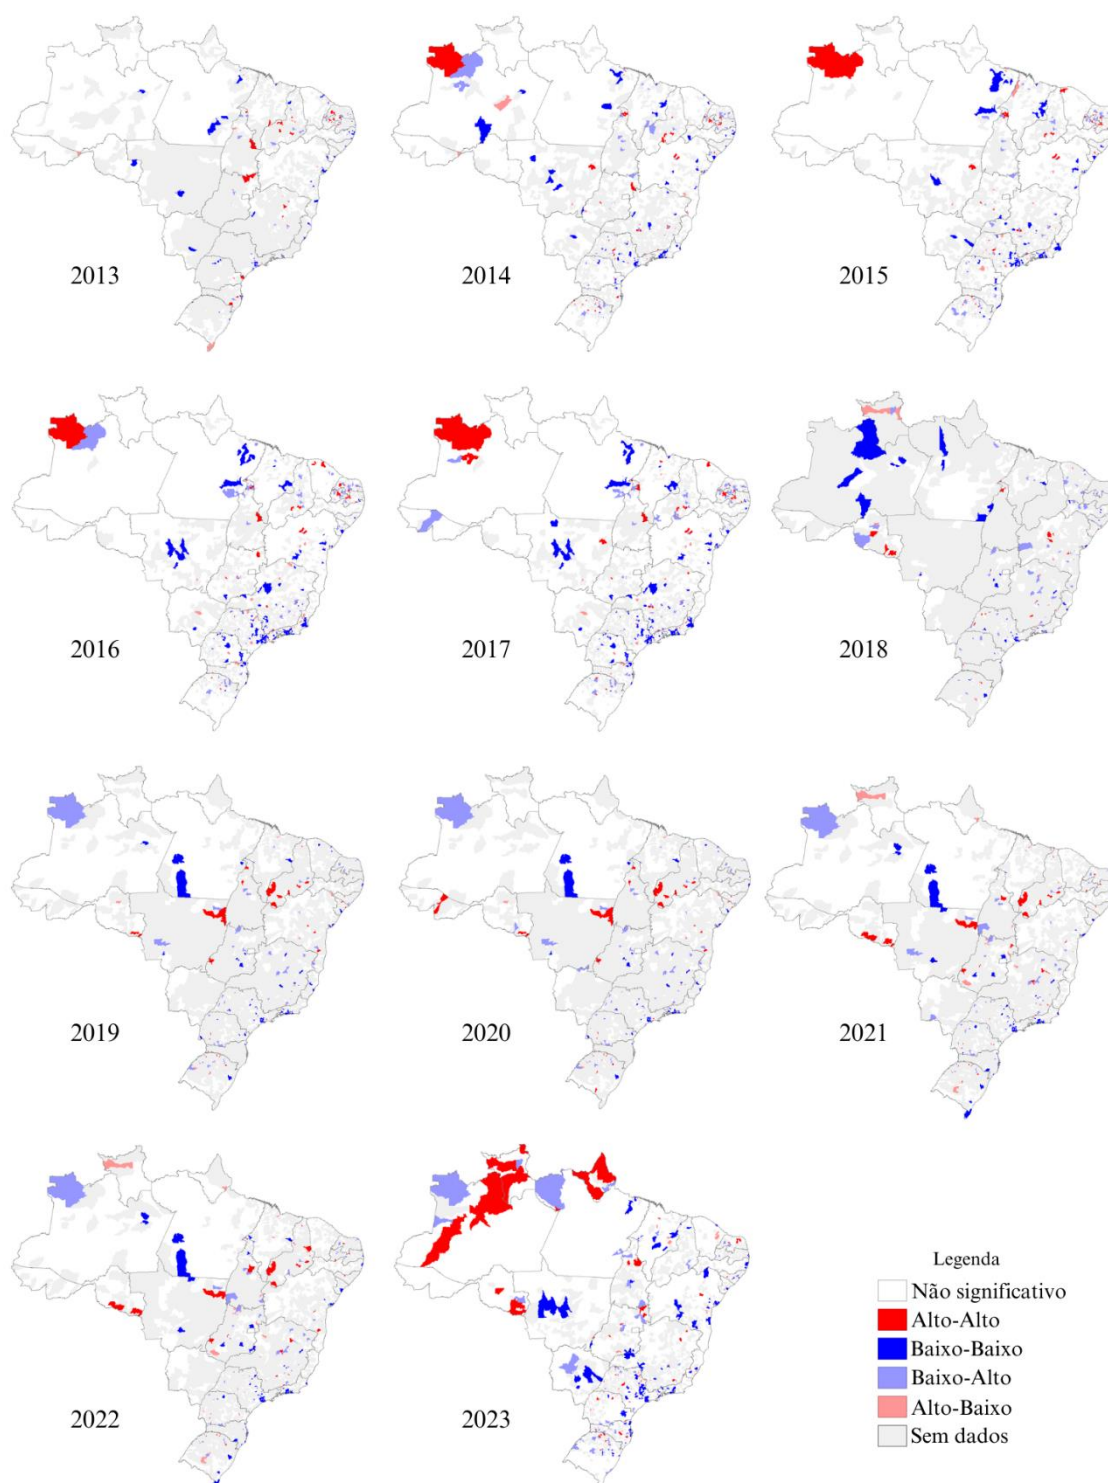 2013
2014
2015
2016
2017
2018
2019
2020
2021
2022
2023
Legenda
Não significativo
Alto-Alto
Baixo-Baixo
Baixo-Alto
Alto-Baixo
Sem dados